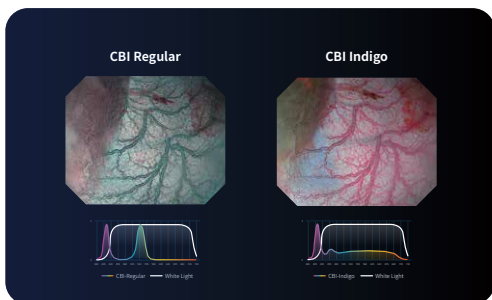 CBI Regular
CBI Indigo
CBI-Regular White Light
CBI-Indigo White Light